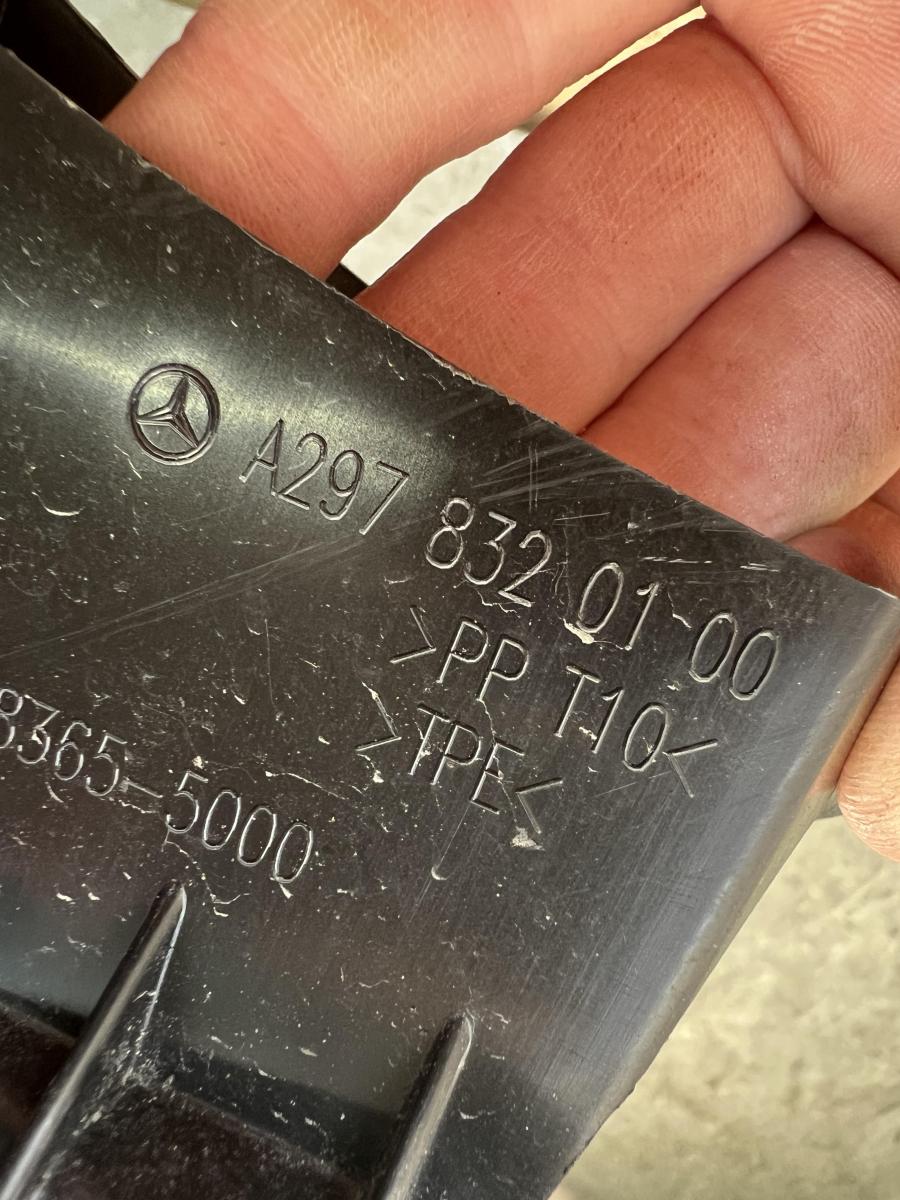 A297 832 01 00
>PP T10<
>TPE<
8365-5000